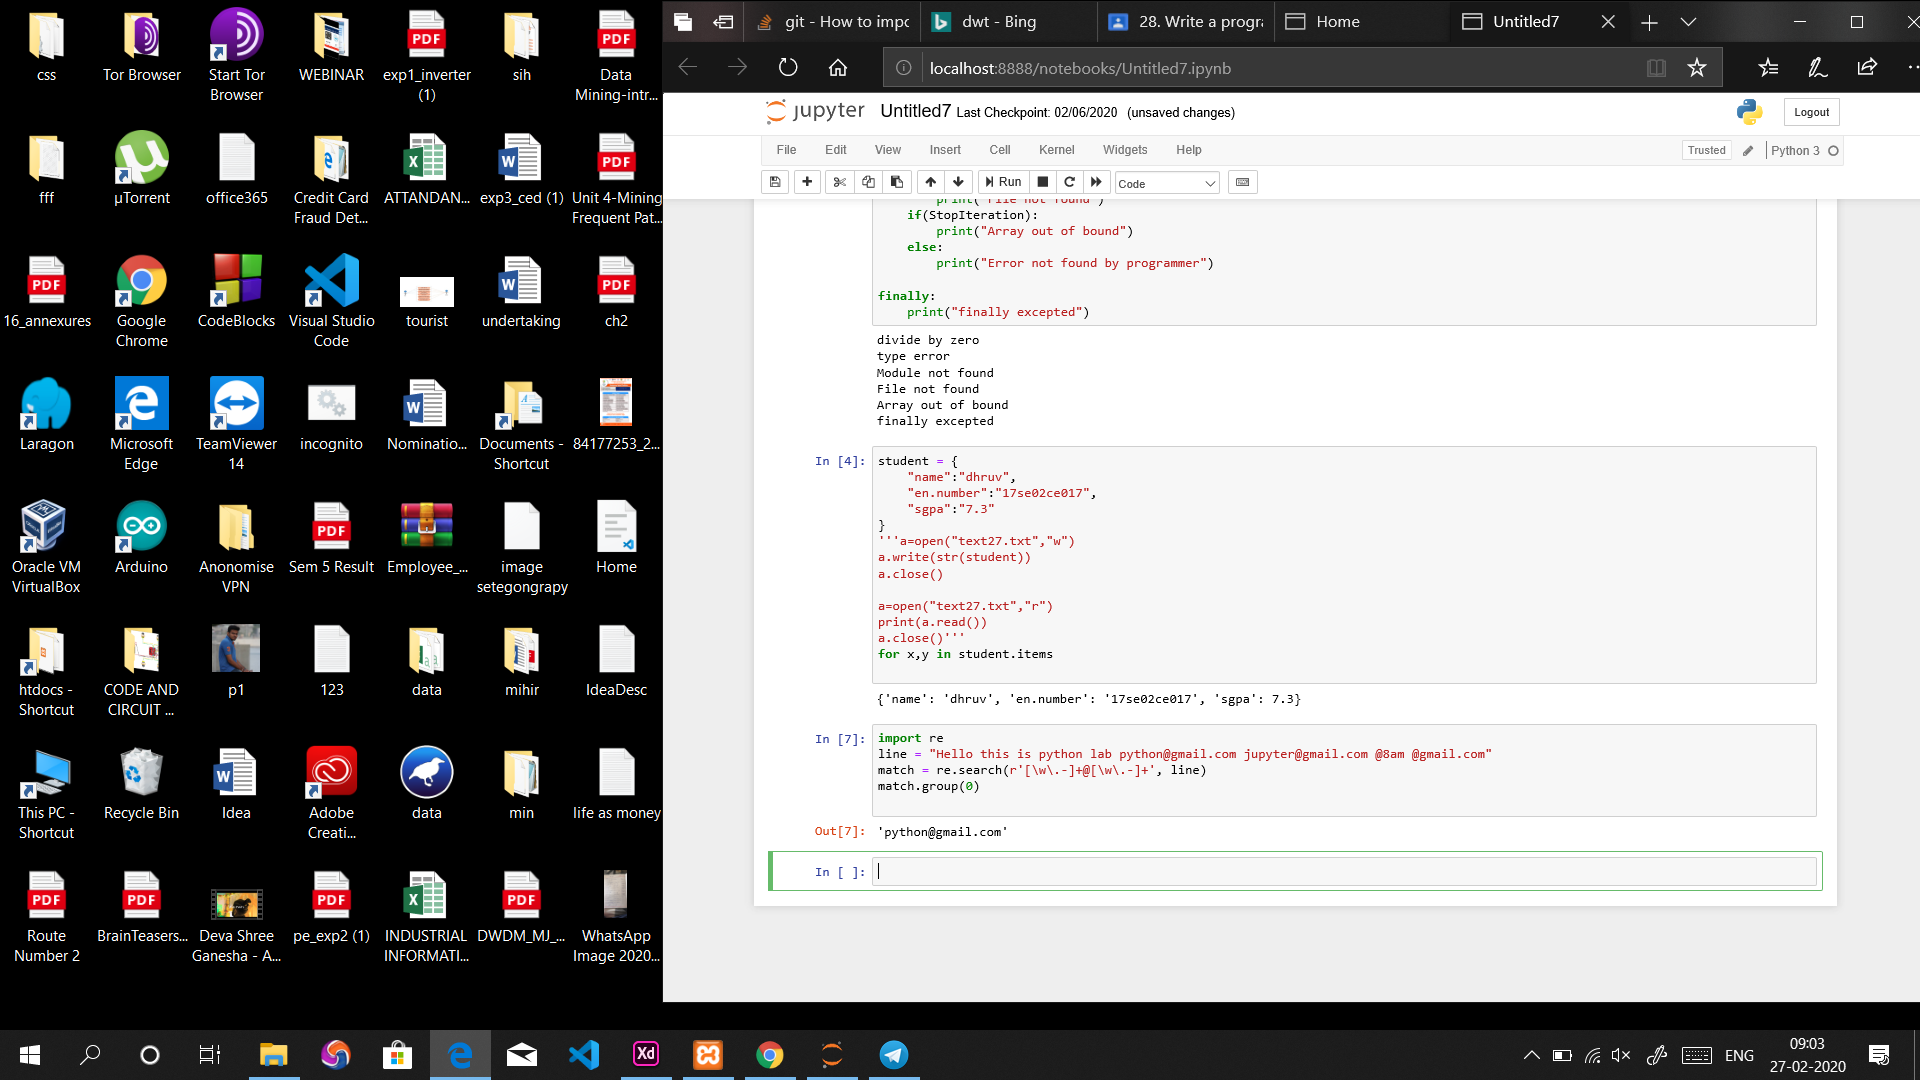 css
Tor Browser
Start Tor
Browser
WEBINAR
exp1_inverter
(1)
sih
Data
Mining-intr...
fff
µTorrent
office365
Credit Card
Fraud Det...
ATTANDAN...
exp3_ced (1)
Unit 4-Mining
Frequent Pat...
16_annexures
Google
Chrome
CodeBlocks
Visual Studio
Code
tourist
undertaking
ch2
Laragon
Microsoft
Edge
TeamViewer
14
incognito
Nominatio...
Documents -
Shortcut
84177253_2...
Oracle VM
VirtualBox
Arduino
Anonomise
VPN
Sem 5 Result
Employee_...
image
setegongrapy
Home
htdocs -
Shortcut
CODE AND
CIRCUIT ...
p1
123
data
mihir
IdeaDesc
This PC -
Shortcut
Recycle Bin
Idea
Adobe
Creati...
data
min
life as money
Route
Number 2
BrainTeasers...
Deva Shree
Ganesha - A...
pe_exp2 (1)
INDUSTRIAL
INFORMATI...
DWDM_MJ_...
WhatsApp
Image 2020...
git - How to impo
dwt - Bing
28. Write a progra
Home
Untitled7
localhost:8888/notebooks/Untitled7.ipynb
jupyter Untitled7 Last Checkpoint: 02/06/2020 (unsaved changes)
Logout
File Edit View Insert Cell Kernel Widgets Help
Trusted
Python 3
Run
Code
print("File not found")
if(StopIteration):
print("Array out of bound")
else:
print("Error not found by programmer")
finally:
print("finally excepted")
divide by zero
type error
Module not found
File not found
Array out of bound
finally excepted
In [4]: student = {
"name":"dhruv",
"en.number":"17se02ce017",
"sgpa":"7.3"
}
'''a=open("text27.txt","w")
a.write(str(student))
a.close()
a=open("text27.txt","r")
print(a.read())
a.close()'''
for x,y in student.items
{'name': 'dhruv', 'en.number': '17se02ce017', 'sgpa': 7.3}
In [7]: import re
line = "Hello this is python lab python@gmail.com jupyter@gmail.com @8am @gmail.com"
match = re.search(r'[\w\.-]+@[\w\.-]+', line)
match.group(0)
Out[7]: 'python@gmail.com'
In [ ]:
Xd
ENG
09:03
27-02-2020